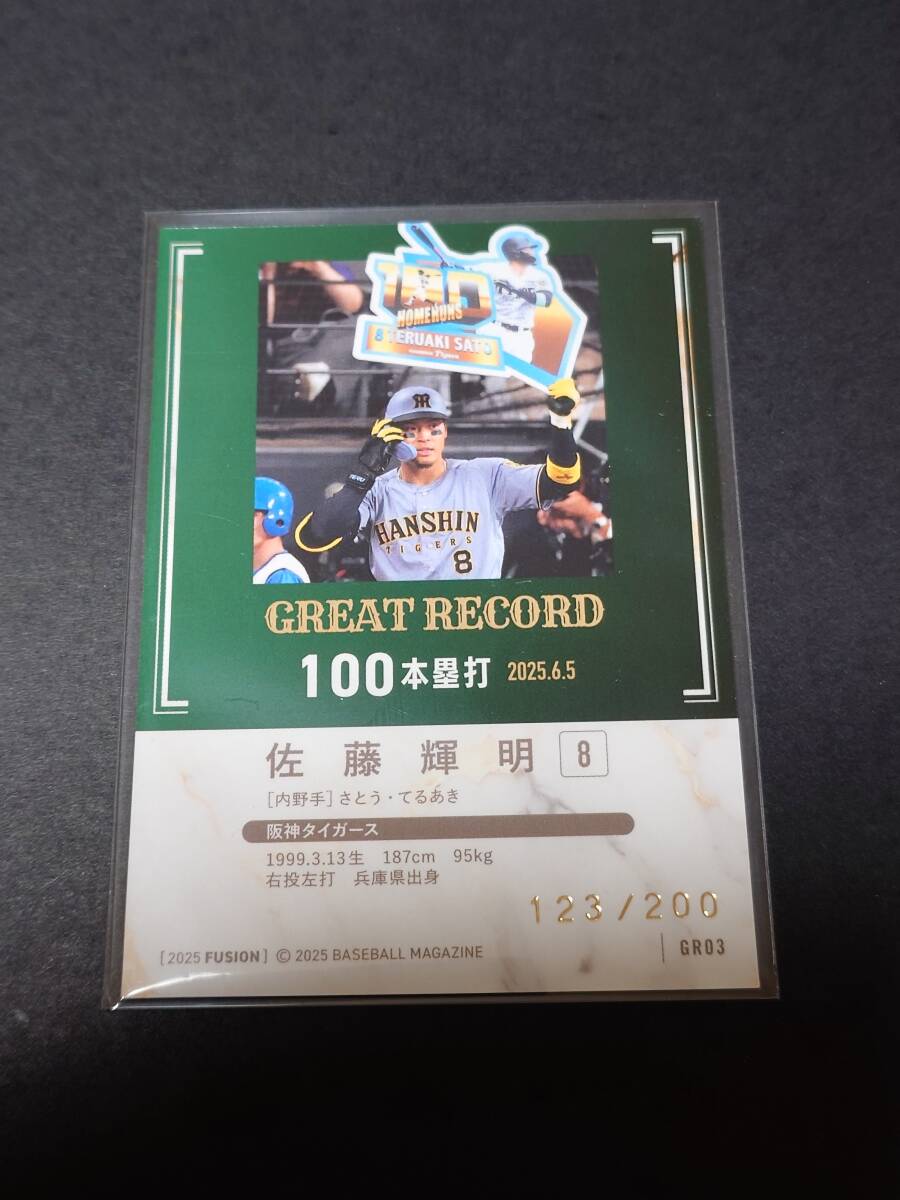 100
HOMERUNS
8 TERUAKI SATO
Tigers
HANSHIN
TIGERS
8
GREAT RECORD
100本塁打 2025.6.5
佐藤輝明 8
[内野手]さとう・てるあき
阪神タイガース
1999.3.13生 187cm 95kg
右投左打 兵庫県出身
123/200
[2025 FUSION] © 2025 BASEBALL MAGAZINE GR03